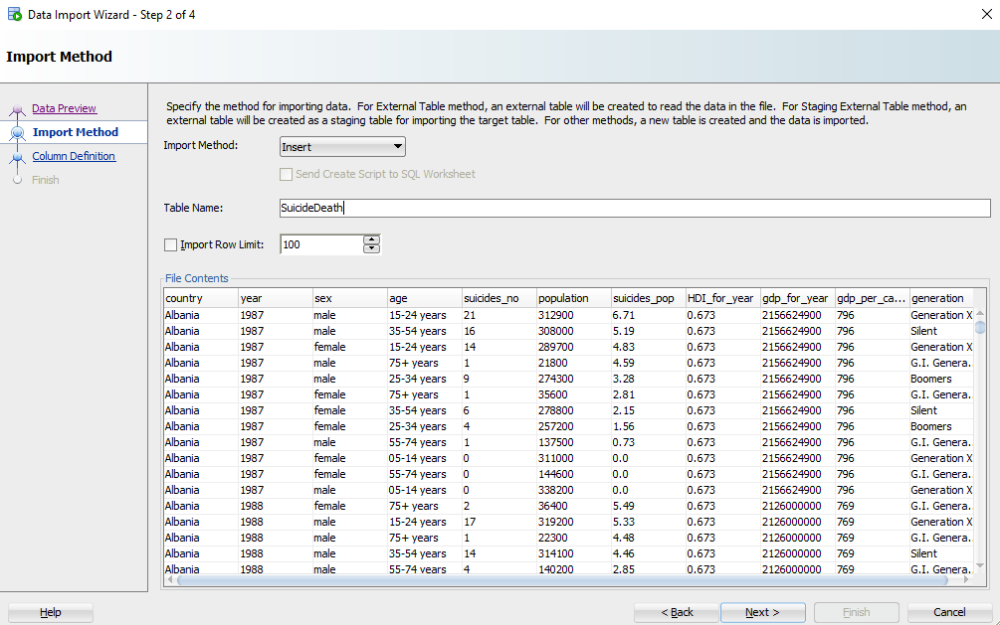 Data Import Wizard - Step 2 of 4
Import Method
Data Preview
Import Method
Column Definition
Finish
Specify the method for importing data. For External Table method, an external table will be created to read the data in the file. For Staging External Table method, an
external table will be created as a staging table for importing the target table. For other methods, a new table is created and the data is imported.
Import Method: Insert
Send Create Script to SQL Worksheet
Table Name: SuicideDeath
Import Row Limit: 100
File Contents
country year sex age suicides_no population suicides_pop HDI_for_year gdp_for_year gdp_per_ca... generation
Albania 1987 male 15-24 years 21 312900 6.71 0.673 2156624900 796 Generation X
Albania 1987 male 35-54 years 16 308000 5.19 0.673 2156624900 796 Silent
Albania 1987 female 15-24 years 14 289700 4.83 0.673 2156624900 796 Generation X
Albania 1987 male 75+ years 1 21800 4.59 0.673 2156624900 796 G.I. Genera...
Albania 1987 male 25-34 years 9 274300 3.28 0.673 2156624900 796 Boomers
Albania 1987 female 75+ years 1 35600 2.81 0.673 2156624900 796 G.I. Genera...
Albania 1987 female 35-54 years 6 278800 2.15 0.673 2156624900 796 Silent
Albania 1987 female 25-34 years 4 257200 1.56 0.673 2156624900 796 Boomers
Albania 1987 male 55-74 years 1 137500 0.73 0.673 2156624900 796 G.I. Genera...
Albania 1987 female 05-14 years 0 311000 0.0 0.673 2156624900 796 Generation X
Albania 1987 female 55-74 years 0 144600 0.0 0.673 2156624900 796 G.I. Genera...
Albania 1987 male 05-14 years 0 338200 0.0 0.673 2156624900 796 Generation X
Albania 1988 female 75+ years 2 36400 5.49 0.673 2126000000 769 G.I. Genera...
Albania 1988 male 15-24 years 17 319200 5.33 0.673 2126000000 769 Generation X
Albania 1988 male 75+ years 1 22300 4.48 0.673 2126000000 769 G.I. Genera...
Albania 1988 male 35-54 years 14 314100 4.46 0.673 2126000000 769 Silent
Albania 1988 male 55-74 years 4 140200 2.85 0.673 2126000000 769 G.I. Genera...
Help < Back Next > Finish Cancel